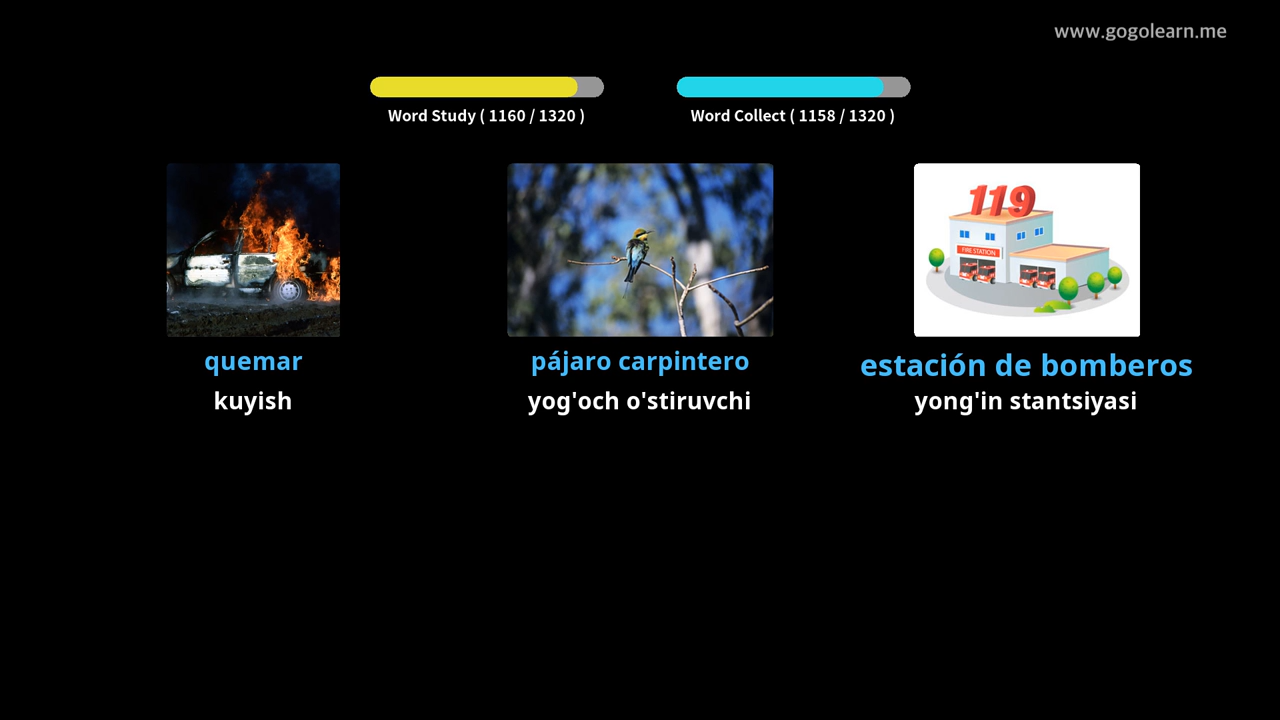 www.gogolearn.me
Word Study ( 1160 / 1320 )
Word Collect ( 1158 / 1320 )
119
FIRE STATION
quemar
pájaro carpintero
estación de bomberos
kuyish
yog'och o'stiruvchi
yong'in stantsiyasi